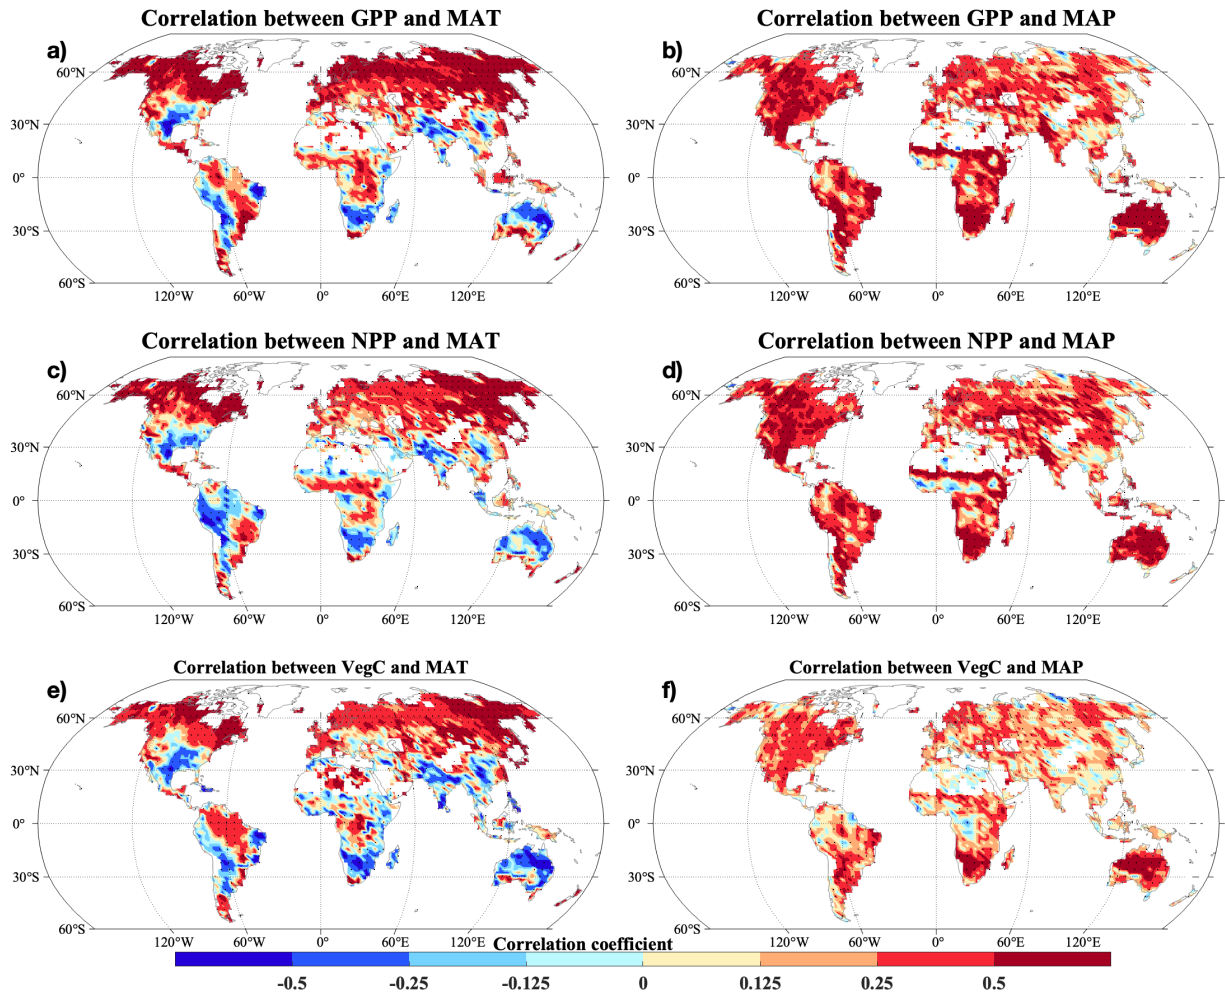 Correlation between GPP and MAT
Correlation between GPP and MAP
a)
b)
60°N
60°N
30°N
30°N
0°
0°
30°S
30°S
60°S
60°S
120°W 60°W 0° 60°E 120°E
120°W 60°W 0° 60°E 120°E
Correlation between NPP and MAT
Correlation between NPP and MAP
c)
d)
60°N
60°N
30°N
30°N
0°
0°
30°S
30°S
60°S
60°S
120°W 60°W 0° 60°E 120°E
120°W 60°W 0° 60°E 120°E
Correlation between VegC and MAT
Correlation between VegC and MAP
e)
f)
60°N
60°N
30°N
30°N
0°
0°
30°S
30°S
60°S
60°S
120°W 60°W 0° 60°E 120°E
120°W 60°W 0° 60°E 120°E
Correlation coefficient
-0.5 -0.25 -0.125 0 0.125 0.25 0.5